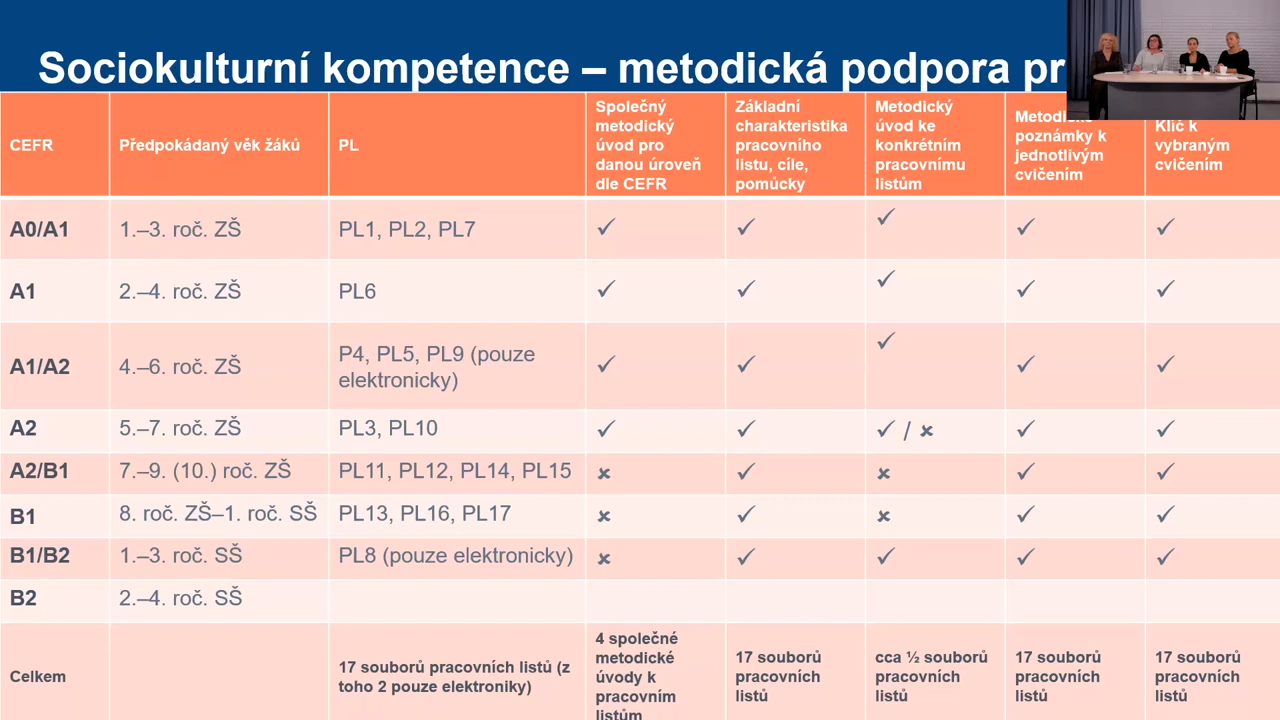 Sociokulturní kompetence – metodická podpora pr
CEFR
Předpokádaný věk žáků
PL
Společný
metodický
úvod pro
danou úroveň
dle CEFR
Základní
charakteristika
pracovního
listu, cíle,
pomůcky
Metodický
úvod ke
konkrétním
pracovnímu
listům
poznámky k
jednotlivým
cvičením
Klíč k
vybraným
cvičením
A0/A1
1.–3. roč. ZŠ
PL1, PL2, PL7
✓
✓
✓
✓
✓
A1
2.–4. roč. ZŠ
PL6
✓
✓
✓
✓
✓
A1/A2
4.–6. roč. ZŠ
P4, PL5, PL9 (pouze
elektronicky)
✓
✓
✓
✓
✓
A2
5.–7. roč. ZŠ
PL3, PL10
✓
✓
✓ / ✘
✓
✓
A2/B1
7.–9. (10.) roč. ZŠ
PL11, PL12, PL14, PL15
✘
✓
✘
✓
✓
B1
8. roč. ZŠ–1. roč. SŠ
PL13, PL16, PL17
✘
✓
✘
✓
✓
B1/B2
1.–3. roč. SŠ
PL8 (pouze elektronicky)
✘
✓
✓
✓
✓
B2
2.–4. roč. SŠ
Celkem
17 souborů pracovních listů (z
toho 2 pouze elektroniky)
4 společné
metodické
úvody k
pracovním
listům
17 souborů
pracovních
listů
cca ½ souborů
pracovních
listů
17 souborů
pracovních
listů
17 souborů
pracovních
listů